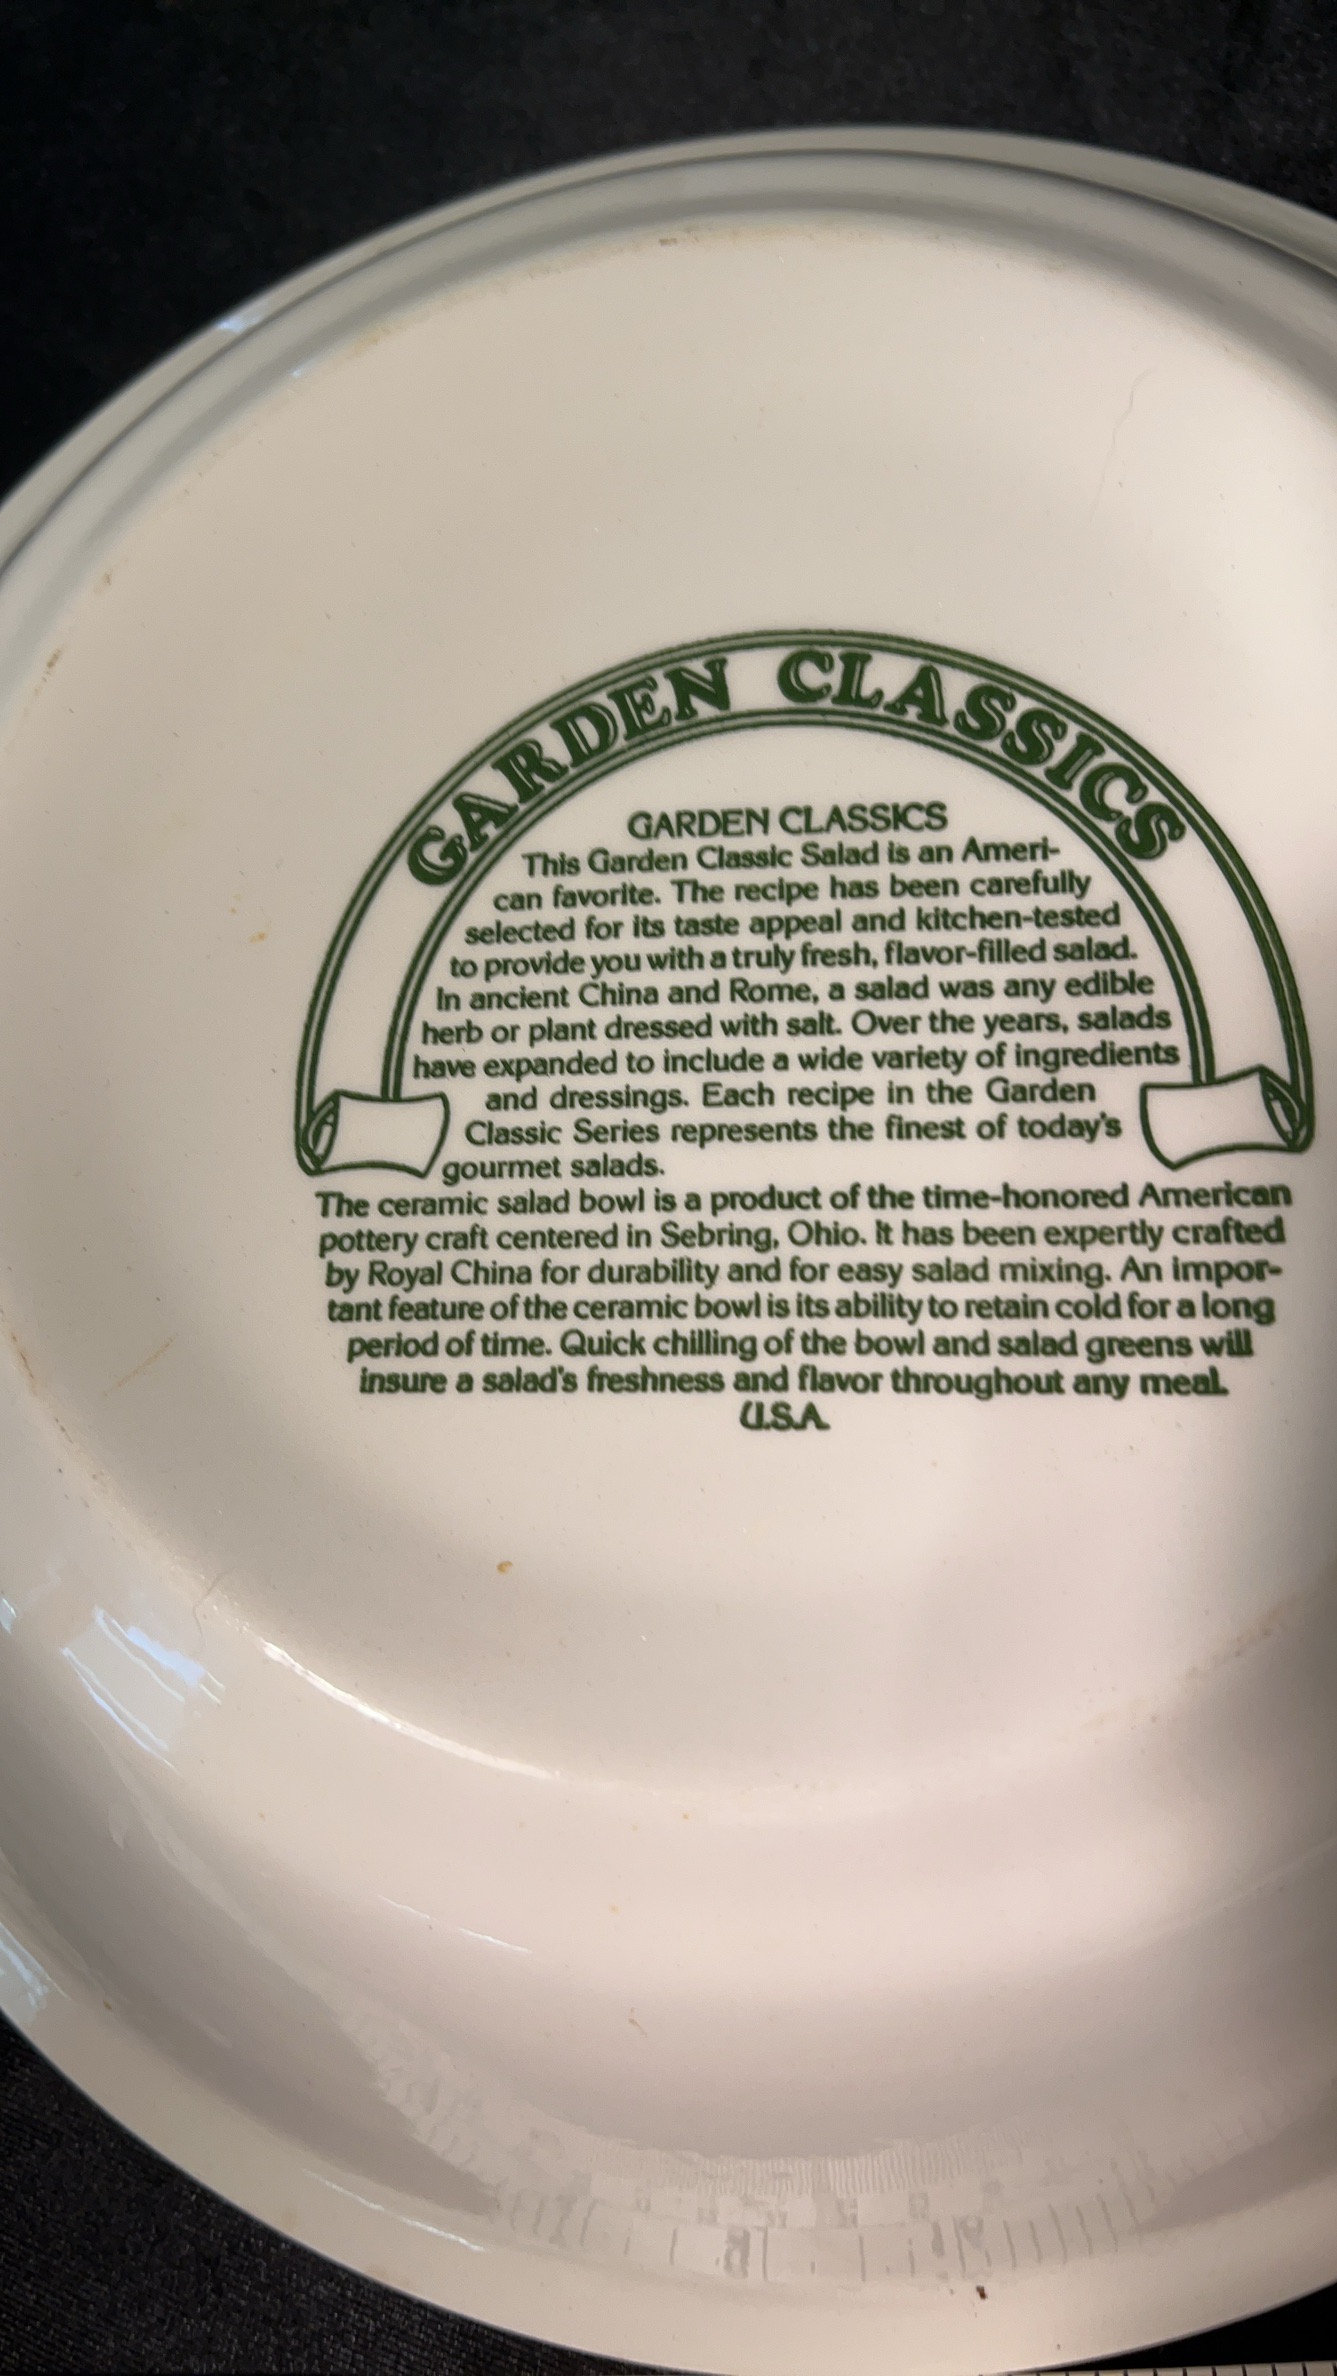 GARDEN CLASSICS
GARDEN CLASSICS
This Garden Classic Salad is an Ameri-
can favorite. The recipe has been carefully
selected for its taste appeal and kitchen-tested
to provide you with a truly fresh, flavor-filled salad.
In ancient China and Rome, a salad was any edible
herb or plant dressed with salt. Over the years, salads
have expanded to include a wide variety of ingredients
and dressings. Each recipe in the Garden
Classic Series represents the finest of today's
gourmet salads.
The ceramic salad bowl is a product of the time-honored American
pottery craft centered in Sebring, Ohio. It has been expertly crafted
by Royal China for durability and for easy salad mixing. An impor-
tant feature of the ceramic bowl is its ability to retain cold for a long
period of time. Quick chilling of the bowl and salad greens will
insure a salad's freshness and flavor throughout any meal.
U.S.A.